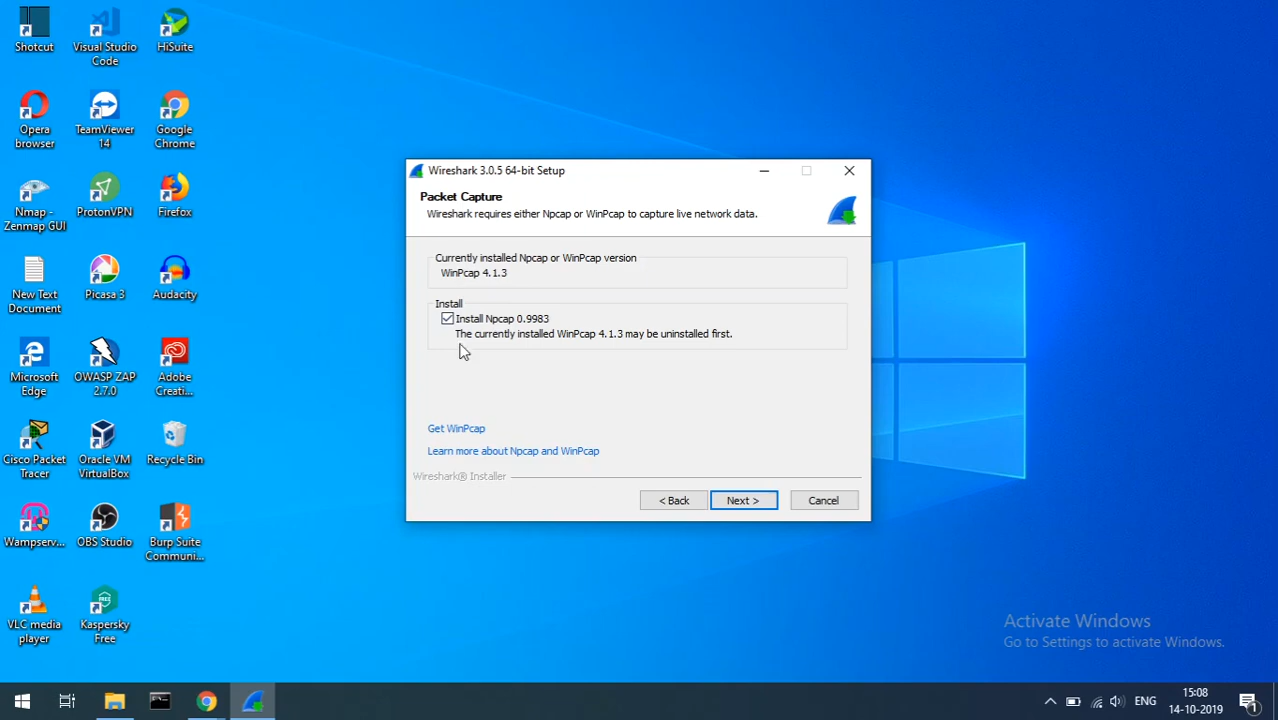 Shotcut
Visual Studio
Code
HiSuite
Opera
browser
TeamViewer
14
Google
Chrome
Nmap -
Zenmap GUI
ProtonVPN
Firefox
New Text
Document
Picasa 3
Audacity
Microsoft
Edge
OWASP ZAP
2.7.0
Adobe
Creati...
Cisco Packet
Tracer
Oracle VM
VirtualBox
Recycle Bin
Wampserv...
OBS Studio
Burp Suite
Communi...
VLC media
player
Kaspersky
Free
Wireshark 3.0.5 64-bit Setup
Packet Capture
Wireshark requires either Npcap or WinPcap to capture live network data.
Currently installed Npcap or WinPcap version
WinPcap 4.1.3
Install
Install Npcap 0.9983
The currently installed WinPcap 4.1.3 may be uninstalled first.
Get WinPcap
Learn more about Npcap and WinPcap
Wireshark® Installer
< Back
Next >
Cancel
Activate Windows
Go to Settings to activate Windows.
ENG
15:08
14-10-2019
1